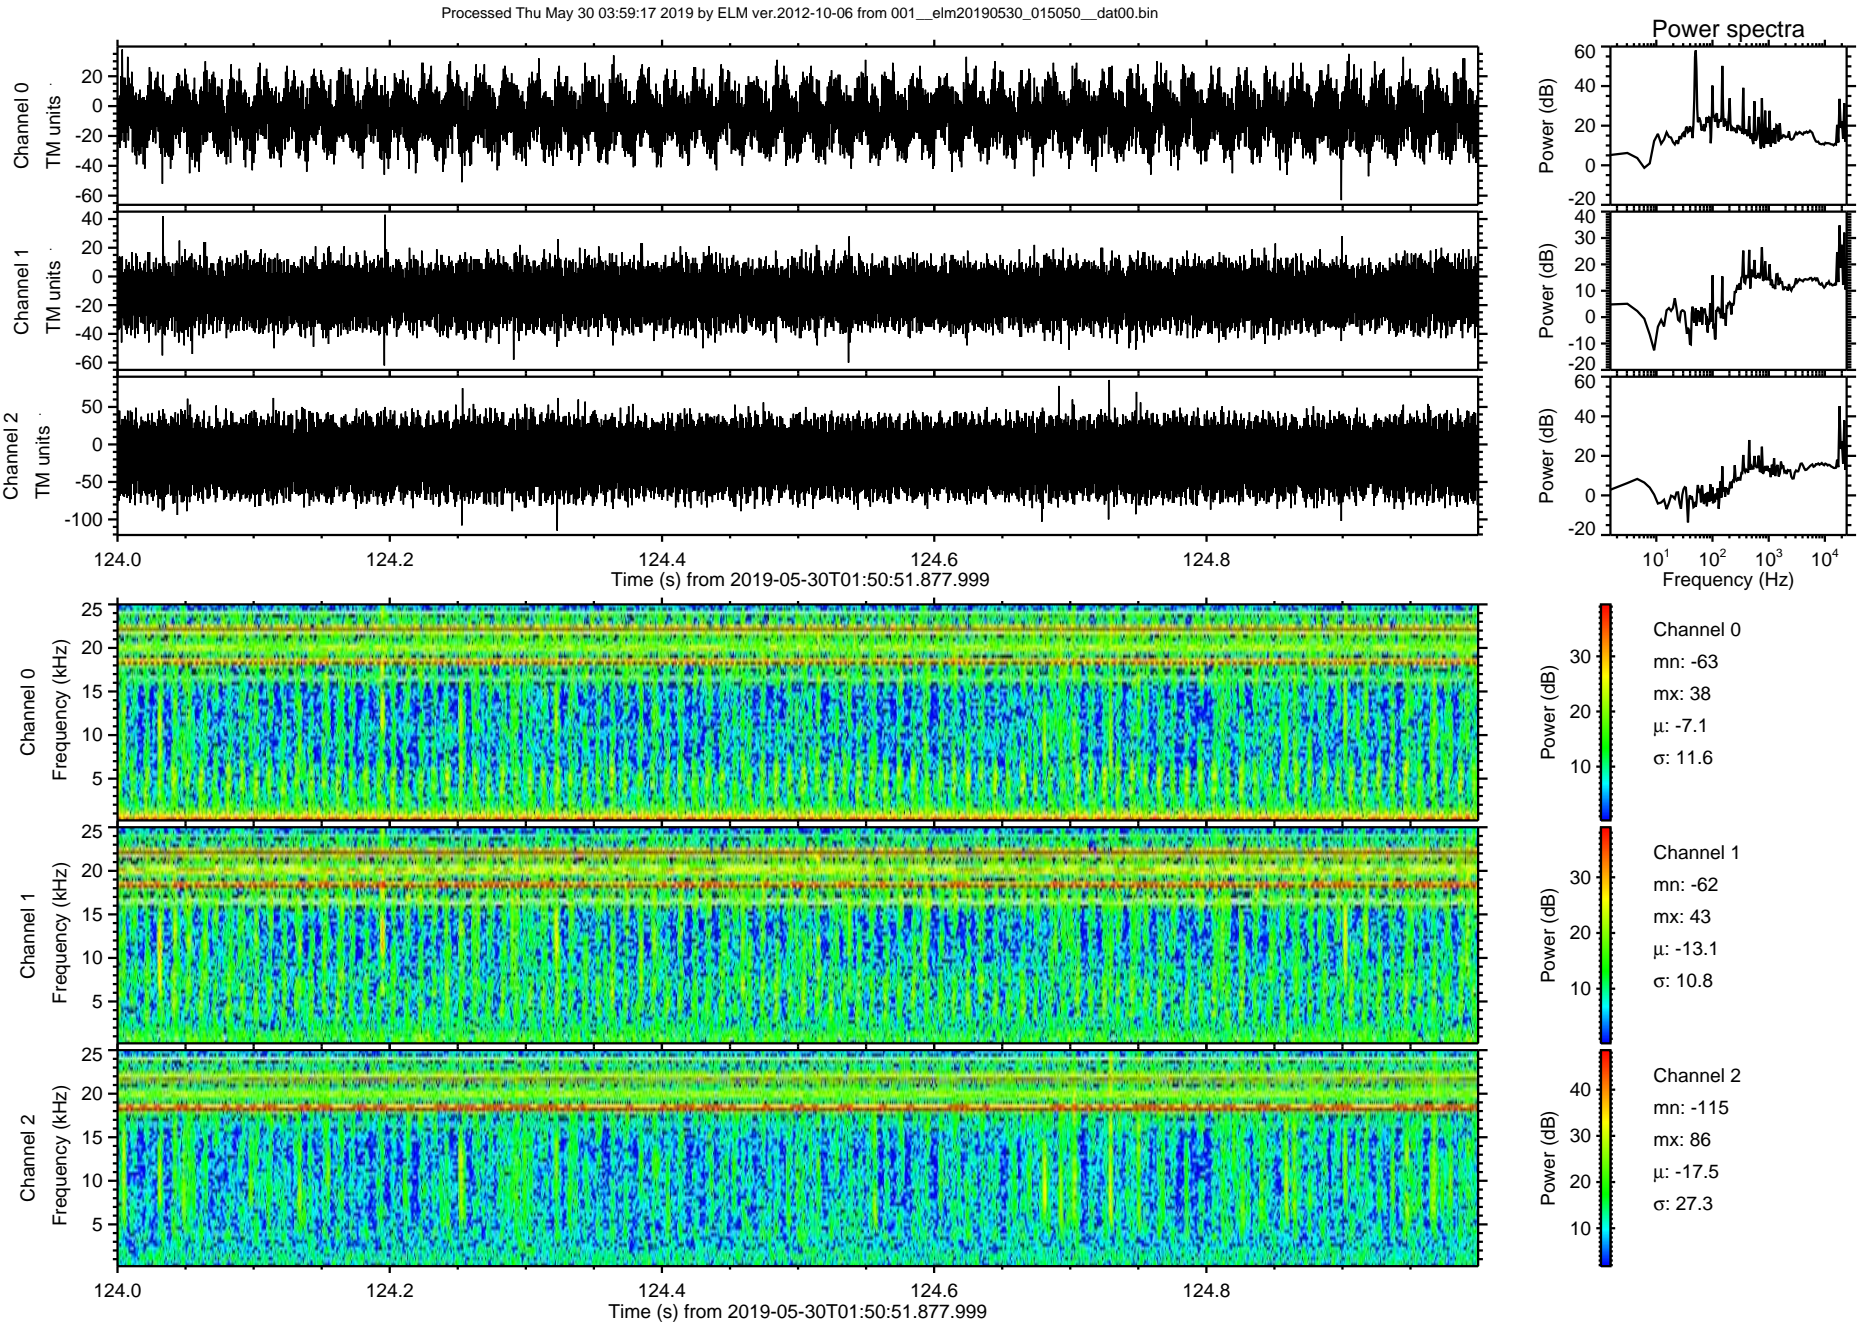 Processed Thu May 30 03:59:17 2019 by ELM ver.2012-10-06 from 001__elm20190530_015050__dat00.bin
Power spectra
Channel 0
TM units
20
0
-20
-40
-60
Power (dB)
60
40
20
0
-20
Channel 1
TM units
40
20
0
-20
-40
-60
Power (dB)
40
30
20
10
0
-10
-20
Channel 2
TM units
50
0
-50
-100
Power (dB)
60
40
20
0
-20
124.0 124.2 124.4 124.6 124.8
Time (s) from 2019-05-30T01:50:51.877.999
10¹ 10² 10³ 10⁴
Frequency (Hz)
Channel 0
Frequency (kHz)
25
20
15
10
5
Power (dB)
30
20
10
Channel 0
mn: -63
mx: 38
μ: -7.1
σ: 11.6
Channel 1
Frequency (kHz)
25
20
15
10
5
Power (dB)
30
20
10
Channel 1
mn: -62
mx: 43
μ: -13.1
σ: 10.8
Channel 2
Frequency (kHz)
25
20
15
10
5
Power (dB)
40
30
20
10
Channel 2
mn: -115
mx: 86
μ: -17.5
σ: 27.3
124.0 124.2 124.4 124.6 124.8
Time (s) from 2019-05-30T01:50:51.877.999